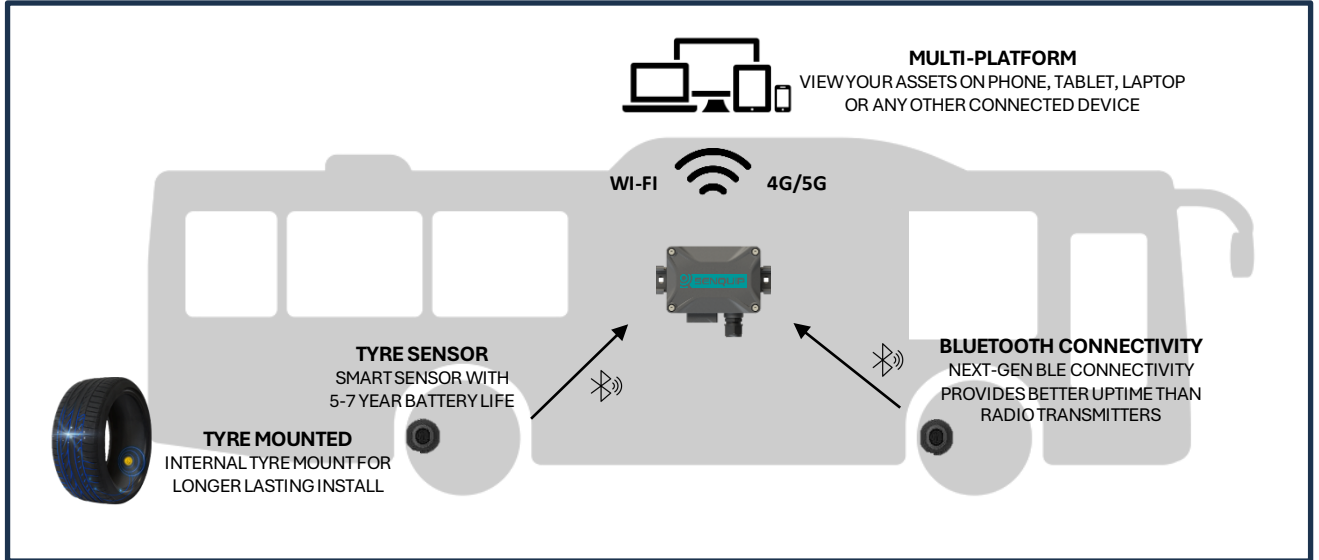 MULTI-PLATFORM
VIEW YOUR ASSETS ON PHONE, TABLET, LAPTOP
OR ANY OTHER CONNECTED DEVICE
WI-FI
4G/5G
SENQUIP
TYRE SENSOR
SMART SENSOR WITH
5-7 YEAR BATTERY LIFE
BLUETOOTH CONNECTIVITY
NEXT-GEN BLE CONNECTIVITY
PROVIDES BETTER UPTIME THAN
RADIO TRANSMITTERS
TYRE MOUNTED
INTERNAL TYRE MOUNT FOR
LONGER LASTING INSTALL